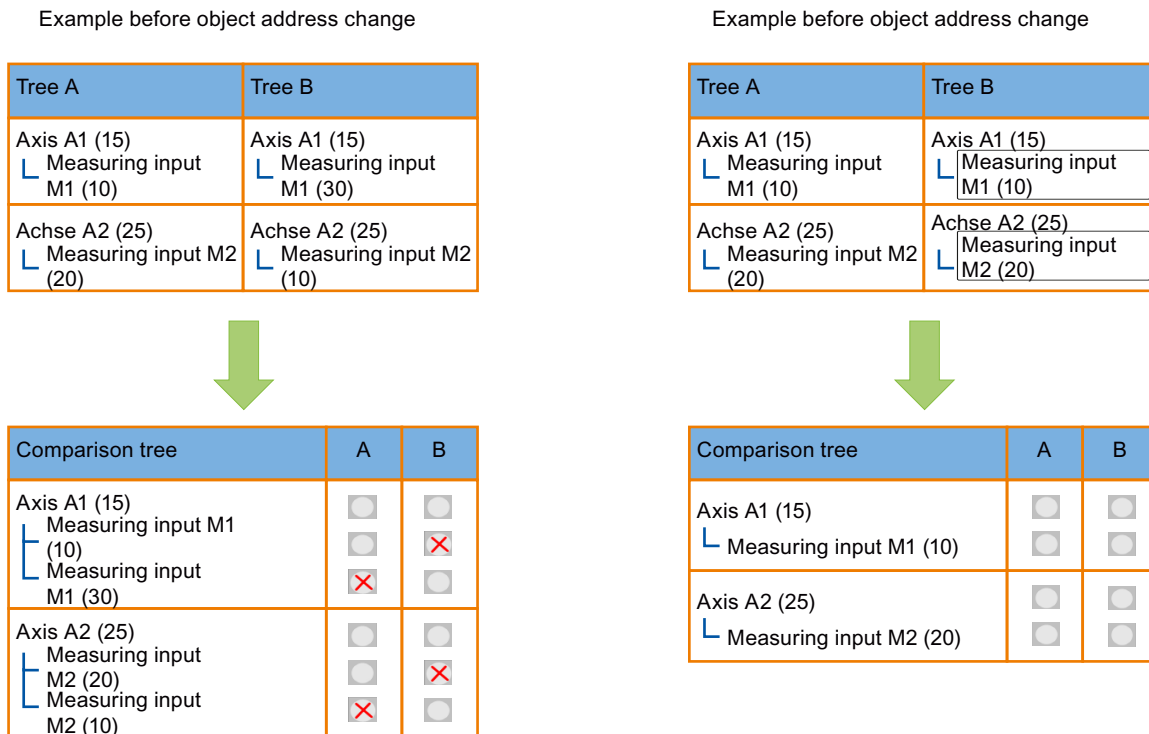 Example before object address change
Tree A
Tree B
Axis A1 (15)
Measuring input
M1 (10)
Axis A1 (15)
Measuring input
M1 (30)
Achse A2 (25)
Measuring input M2
(20)
Achse A2 (25)
Measuring input M2
(10)
Comparison tree
A
B
Axis A1 (15)
Measuring input M1
(10)
Measuring input
M1 (30)
Axis A2 (25)
Measuring input
M2 (20)
Measuring input
M2 (10)
Example before object address change
Tree A
Tree B
Axis A1 (15)
Measuring input
M1 (10)
Axis A1 (15)
Measuring input
M1 (10)
Achse A2 (25)
Measuring input M2
(20)
Achse A2 (25)
Measuring input
M2 (20)
Comparison tree
A
B
Axis A1 (15)
Measuring input M1 (10)
Axis A2 (25)
Measuring input M2 (20)